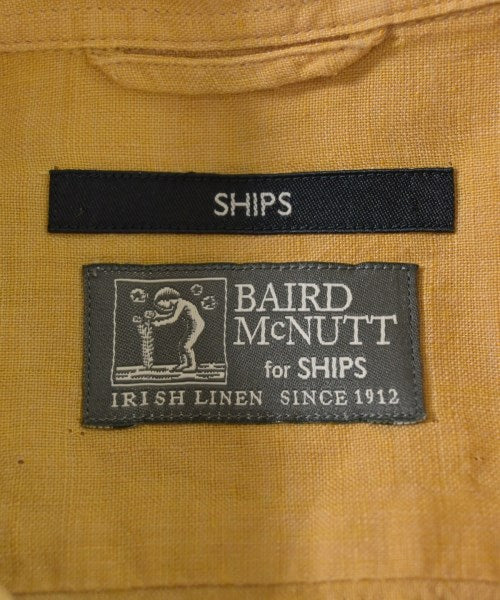 SHIPS
BAIRD
McNUTT
for SHIPS
IRISH LINEN SINCE 1912